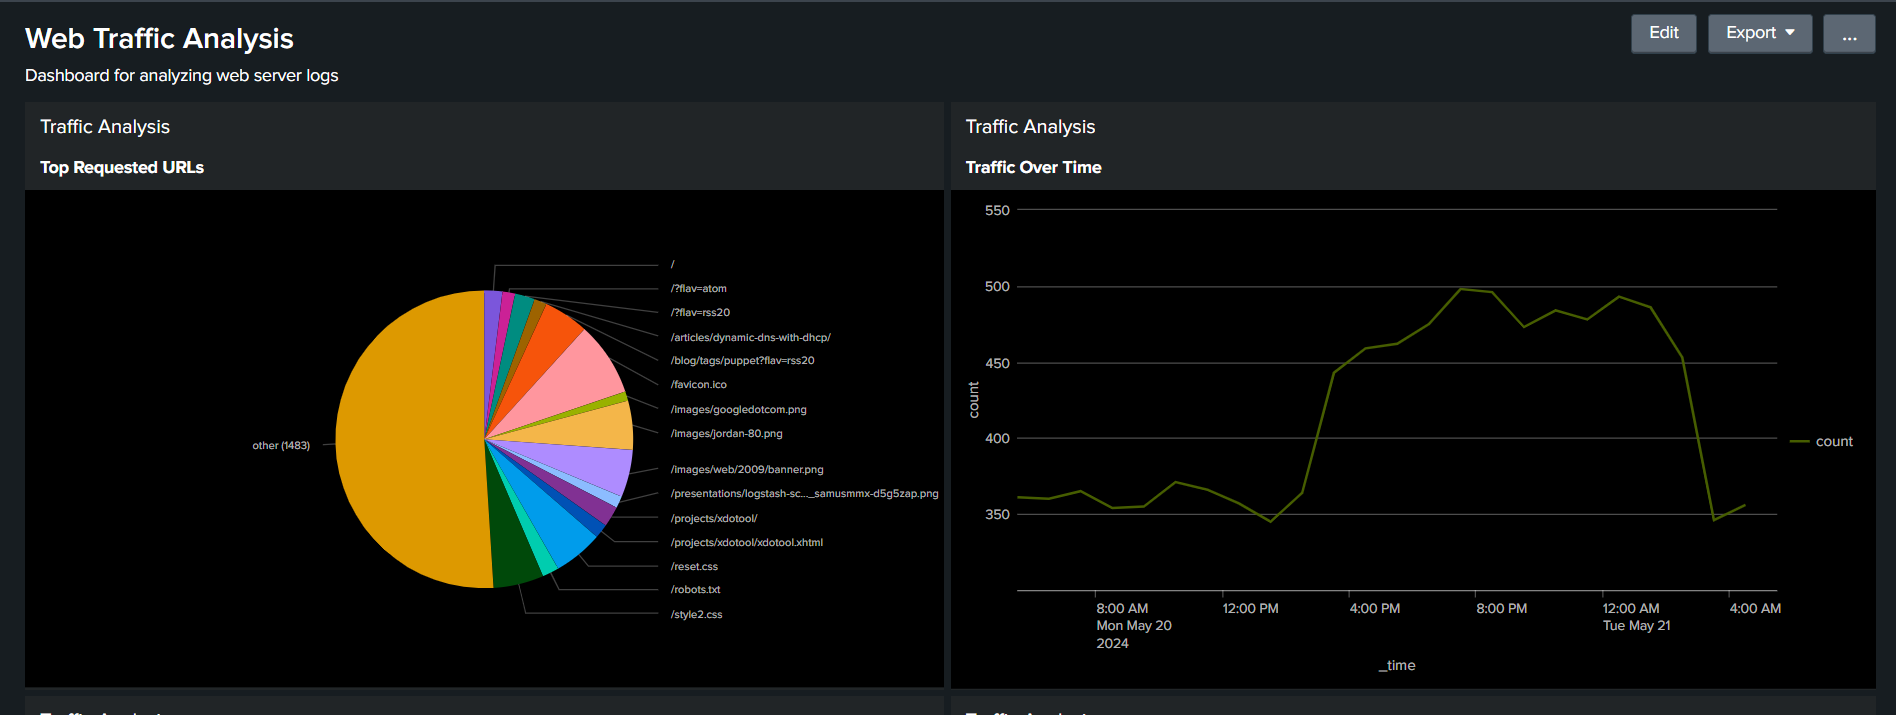 Web Traffic Analysis
Dashboard for analyzing web server logs
Edit
Export
...
Traffic Analysis
Top Requested URLs
/
/?flav=atom
/?flav=rss20
/articles/dynamic-dns-with-dhcp/
/blog/tags/puppet?flav=rss20
/favicon.ico
/images/googledotcom.png
/images/jordan-80.png
/images/web/2009/banner.png
/presentations/logstash-sc..._samusmmx-d5g5zap.png
/projects/xdotool/
/projects/xdotool/xdotool.xhtml
/reset.css
/robots.txt
/style2.css
other (1483)
Traffic Analysis
Traffic Over Time
550
500
450
400
350
count
count
8:00 AM
Mon May 20
2024
12:00 PM
4:00 PM
8:00 PM
12:00 AM
Tue May 21
4:00 AM
_time